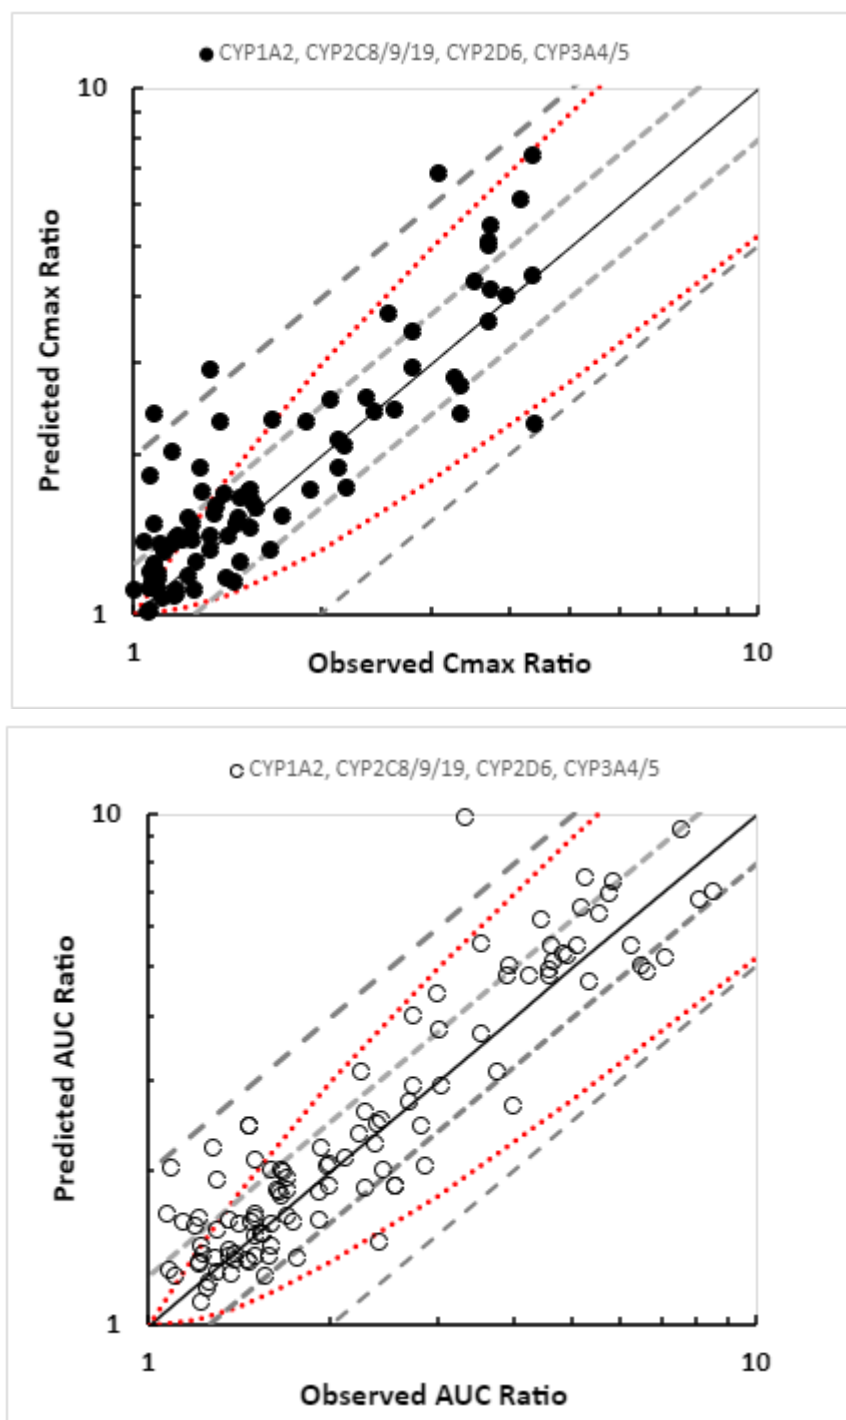 CYP1A2, CYP2C8/9/19, CYP2D6, CYP3A4/5
10
Predicted Cmax Ratio
1
1
10
Observed Cmax Ratio
CYP1A2, CYP2C8/9/19, CYP2D6, CYP3A4/5
10
Predicted AUC Ratio
1
1
10
Observed AUC Ratio